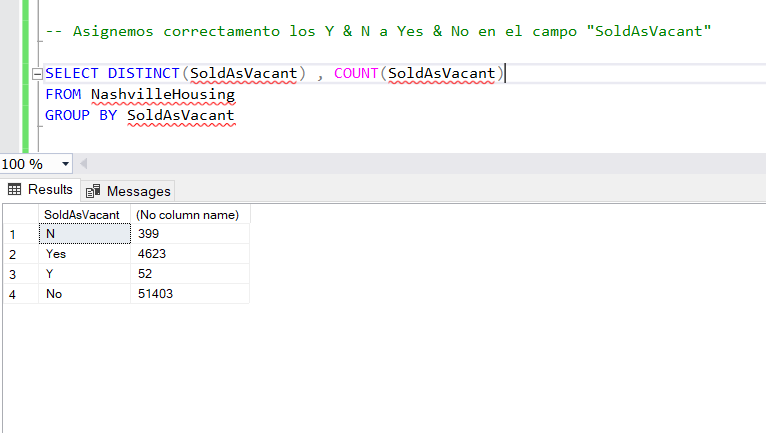 -- Asignemos correctamento los Y & N a Yes & No en el campo "SoldAsVacant"
SELECT DISTINCT(SoldAsVacant) , COUNT(SoldAsVacant)
FROM NashvilleHousing
GROUP BY SoldAsVacant
100 %
Results Messages
SoldAsVacant (No column name)
1 N 399
2 Yes 4623
3 Y 52
4 No 51403